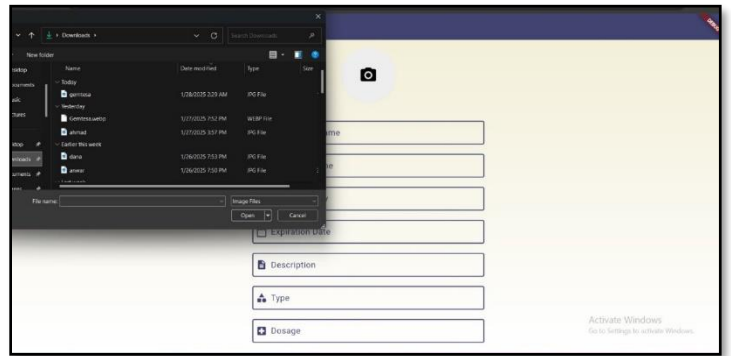 Downloads
Search Downloads
New folder
Name Date modified Type Size
Today
gemtesa 1/28/2025 2:20 AM JPG File
Yesterday
Gemtesa.webp 1/27/2025 7:52 PM WEBP File
ahmad 1/27/2025 3:57 PM JPG File
Earlier this week
dana 1/26/2025 7:53 PM JPG File
anwar 1/26/2025 7:50 PM JPG File
File name: Image Files
Open Cancel
Expiration Date
Description
Type
Dosage
Activate Windows
Go to Settings to activate Windows.